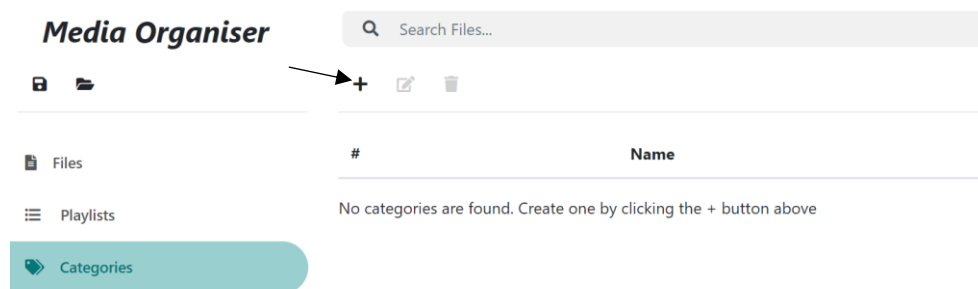 Media Organiser
Search Files...
Files
Playlists
Categories
# Name
No categories are found. Create one by clicking the + button above